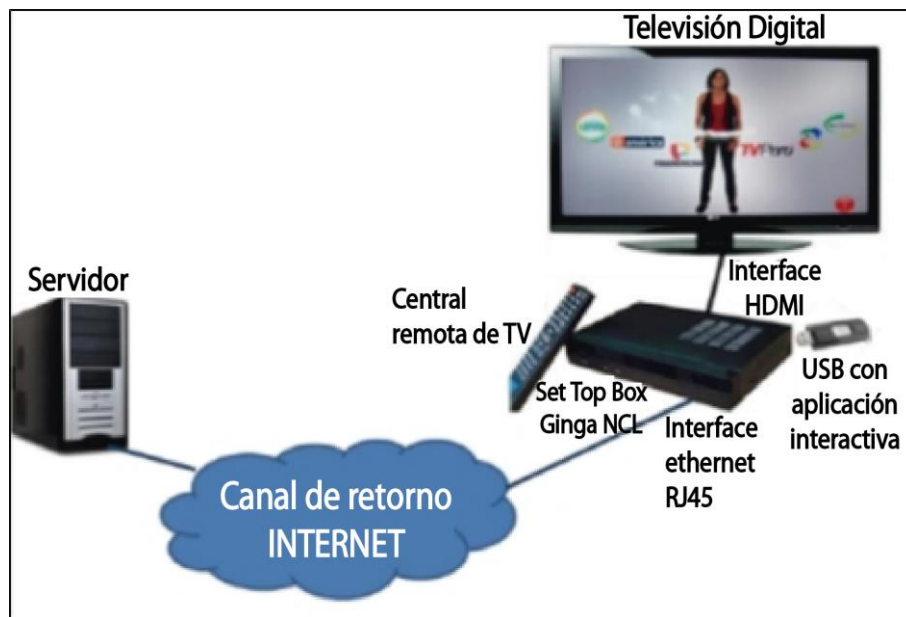 Televisión Digital
Servidor
Central
remota de TV
Interface
HDMI
Set Top Box
Ginga NCL
USB con
aplicación
interactiva
Interface
ethernet
RJ45
Canal de retorno
INTERNET